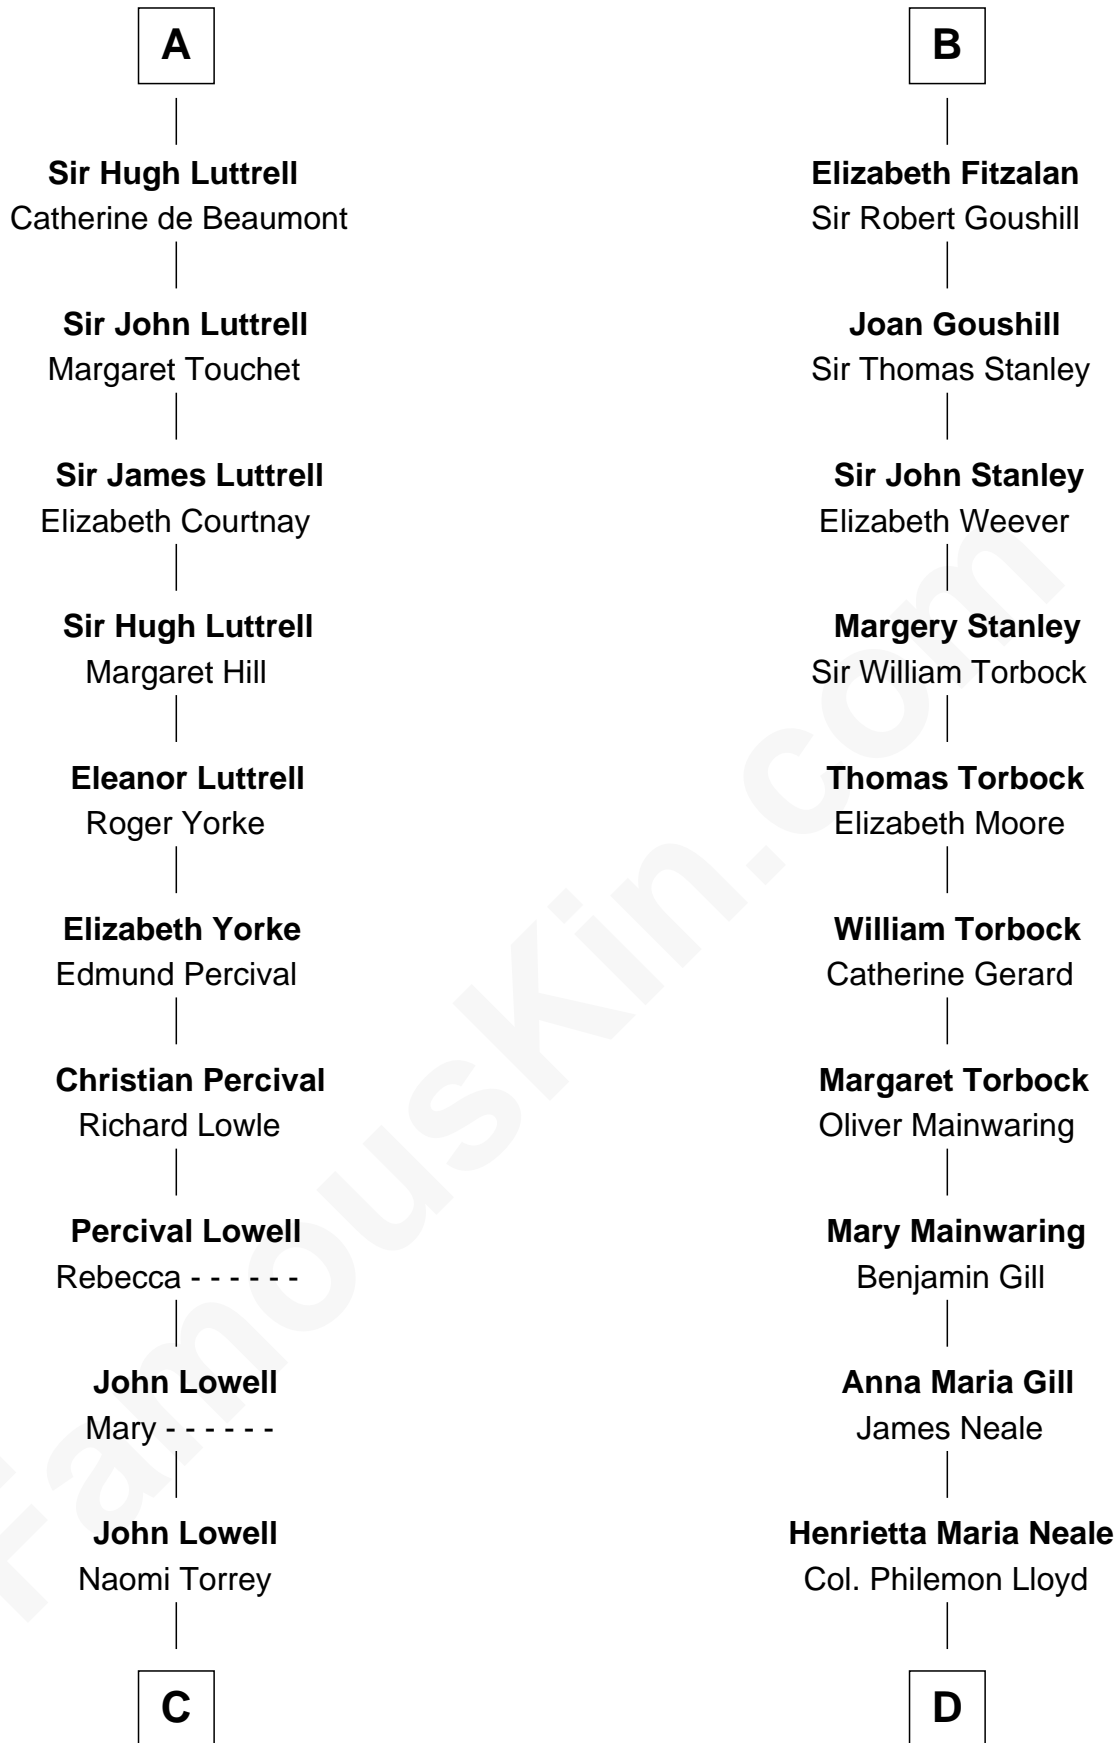 A
Sir Hugh Luttrell
Catherine de Beaumont
Sir John Luttrell
Margaret Touchet
Sir James Luttrell
Elizabeth Courtnay
Sir Hugh Luttrell
Margaret Hill
Eleanor Luttrell
Roger Yorke
Elizabeth Yorke
Edmund Percival
Christian Percival
Richard Lowle
Percival Lowell
Rebecca - - - - - -
John Lowell
Mary - - - - - -
John Lowell
Naomi Torrey
C
B
Elizabeth Fitzalan
Sir Robert Goushill
Joan Goushill
Sir Thomas Stanley
Sir John Stanley
Elizabeth Weever
Margery Stanley
Sir William Torbock
Thomas Torbock
Elizabeth Moore
William Torbock
Catherine Gerard
Margaret Torbock
Oliver Mainwaring
Mary Mainwaring
Benjamin Gill
Anna Maria Gill
James Neale
Henrietta Maria Neale
Col. Philemon Lloyd
D
FamousKin.com